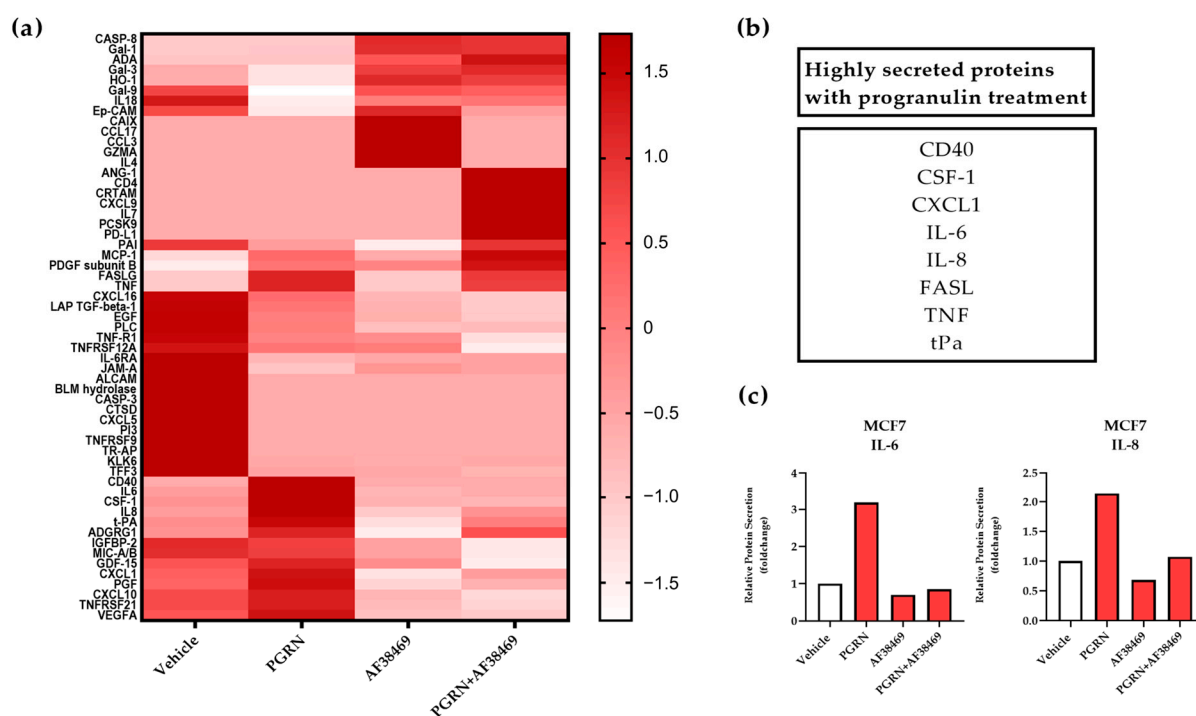 (a)
CASP-8
Gal-1
ADA
Gal-3
HO-1
Gal-9
IL18
Ep-CAM
CAIX
CCL17
CCL3
GZMA
IL4
ANG-1
CD4
CRTAM
CXCL9
IL7
PCSK9
PD-L1
PAI
MCP-1
PDGF subunit B
FASLG
TNF
CXCL16
LAP TGF-beta-1
EGF
PLC
TNF-R1
TNFRSF12A
IL-6RA
JAM-A
ALCAM
BLM hydrolase
CASP-3
CTSD
CXCL5
PI3
TNFRSF9
TR-AP
KLK6
TFF3
CD40
IL6
CSF-1
IL8
t-PA
ADGRG1
IGFBP-2
MIC-A/B
GDF-15
CXCL1
PGF
CXCL10
TNFRSF21
VEGFA
Vehicle
PGRN
AF38469
PGRN+AF38469
1.5
1.0
0.5
0
−0.5
−1.0
−1.5
(b)
Highly secreted proteins
with progranulin treatment
CD40
CSF-1
CXCL1
IL-6
IL-8
FASL
TNF
tPa
(c)
MCF7
IL-6
Relative Protein Secretion
(foldchange)
4
3
2
1
0
Vehicle
PGRN
AF38469
PGRN+AF38469
MCF7
IL-8
Relative Protein Secretion
(foldchange)
2.5
2.0
1.5
1.0
0.5
0.0
Vehicle
PGRN
AF38469
PGRN+AF38469